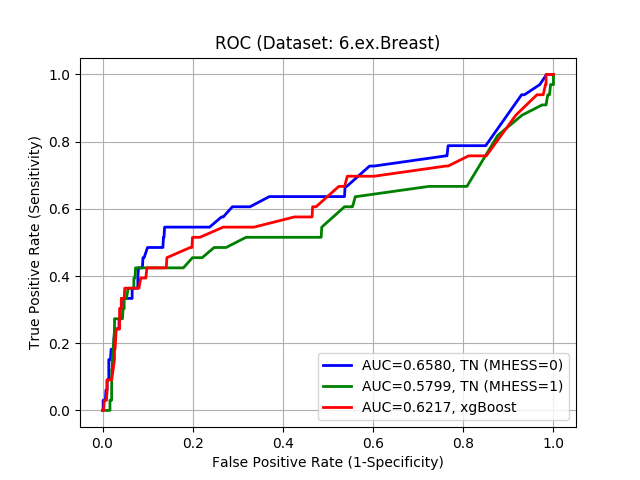 ROC (Dataset: 6.ex.Breast)
True Positive Rate (Sensitivity)
1.0
0.8
0.6
0.4
0.2
0.0
AUC=0.6580, TN (MHESS=0)
AUC=0.5799, TN (MHESS=1)
AUC=0.6217, xgBoost
0.0 0.2 0.4 0.6 0.8 1.0
False Positive Rate (1-Specificity)